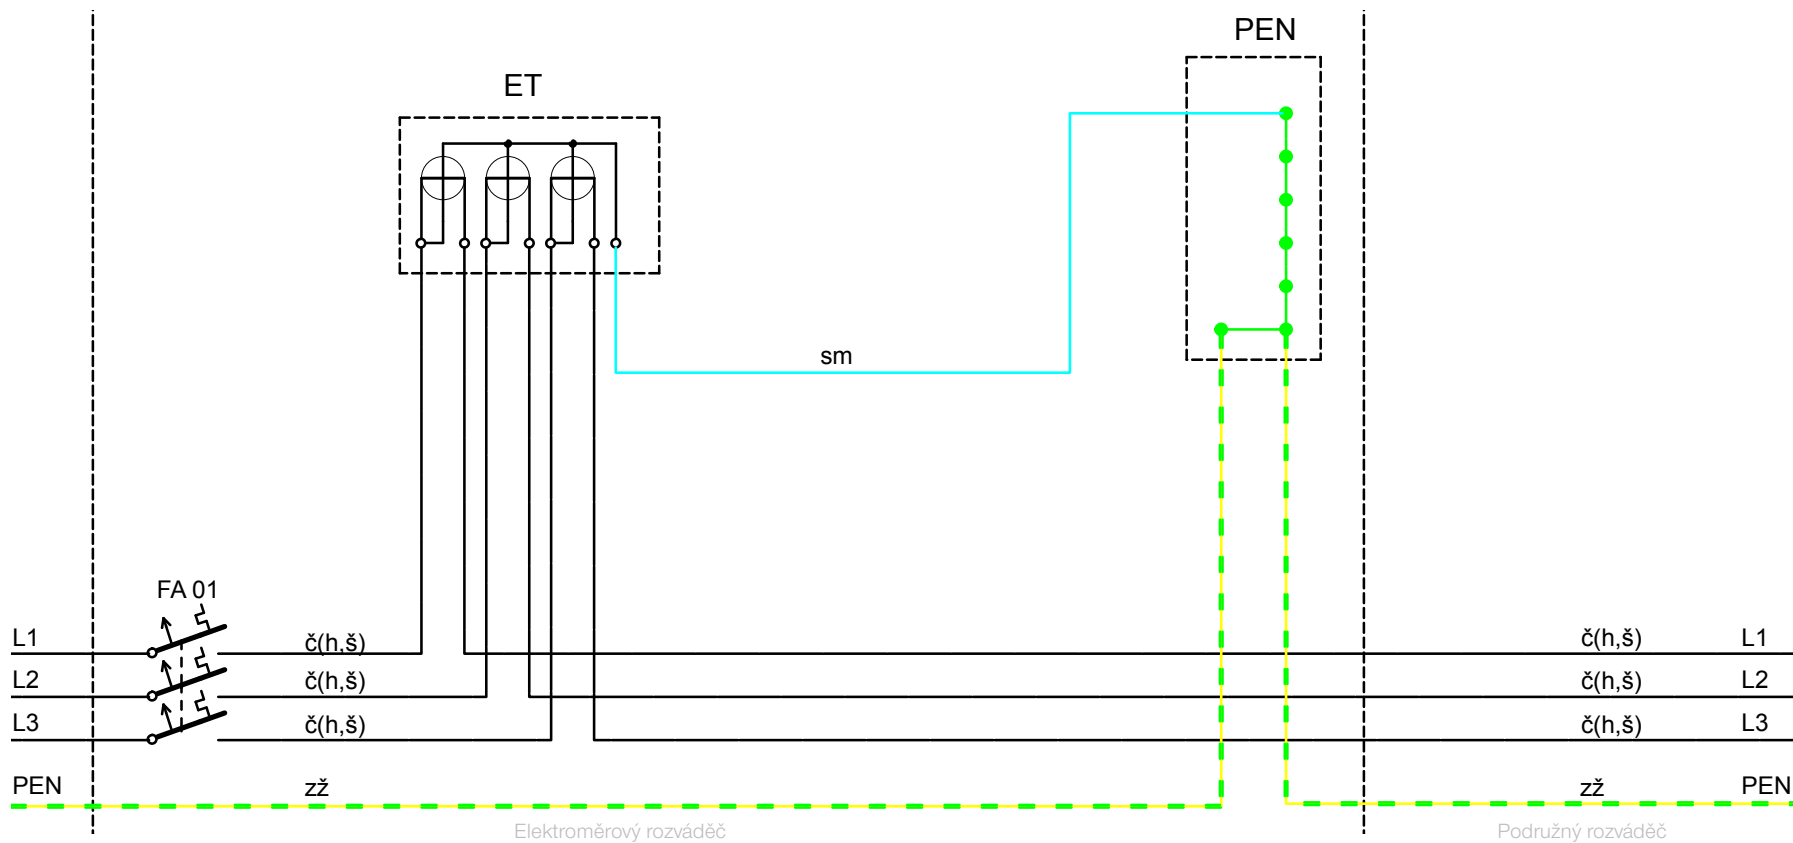 PEN
ET
sm
FA 01
L1 č(h,š) č(h,š) L1
L2 č(h,š) č(h,š) L2
L3 č(h,š) č(h,š) L3
PEN zž zž PEN
Elektroměrový rozváděč Podružný rozváděč